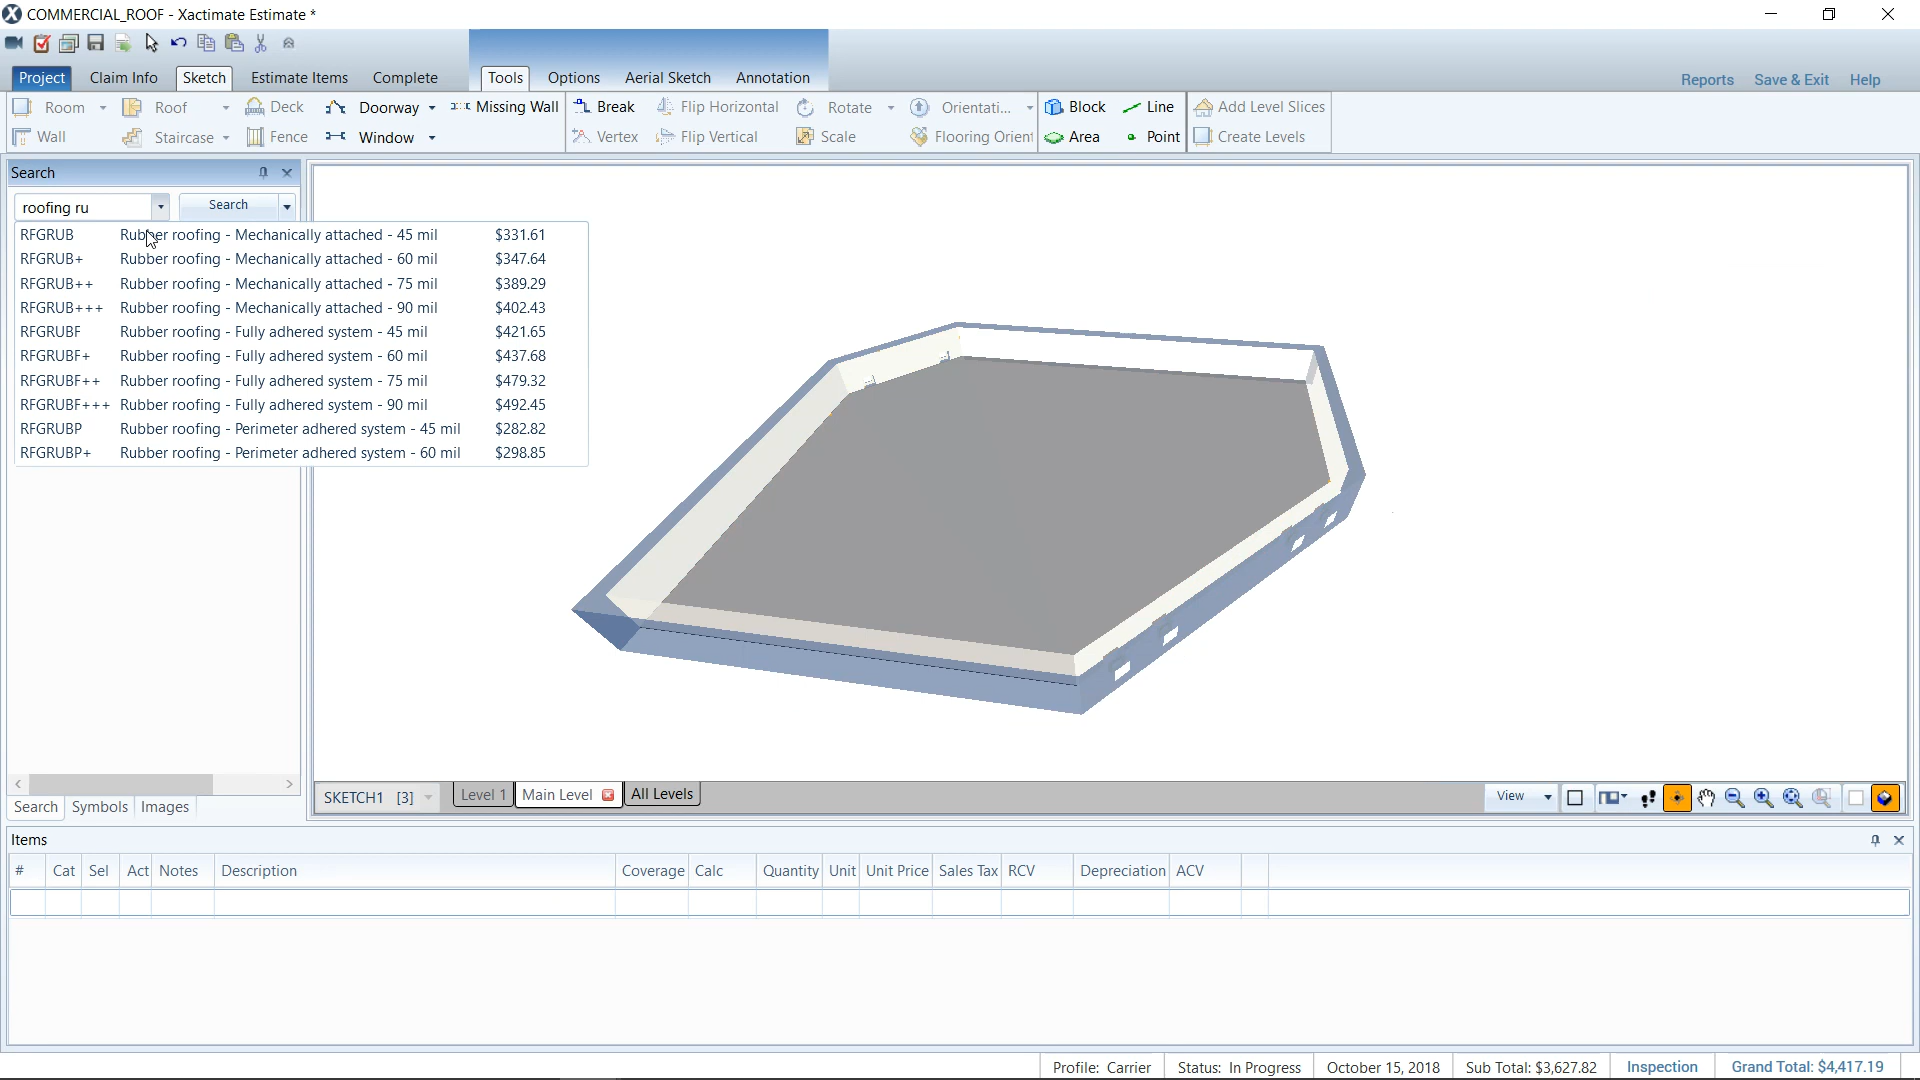 COMMERCIAL_ROOF - Xactimate Estimate *
Project Claim Info Sketch Estimate Items Complete Tools Options Aerial Sketch Annotation Reports Save & Exit Help
Room Roof Deck Doorway Missing Wall Break Flip Horizontal Rotate Orientati... Block Line Add Level Slices
Wall Staircase Fence Window Vertex Flip Vertical Scale Flooring Orient Area Point Create Levels
Search
roofing ru Search
RFGRUB Rubber roofing - Mechanically attached - 45 mil $331.61
RFGRUB+ Rubber roofing - Mechanically attached - 60 mil $347.64
RFGRUB++ Rubber roofing - Mechanically attached - 75 mil $389.29
RFGRUB+++ Rubber roofing - Mechanically attached - 90 mil $402.43
RFGRUBF Rubber roofing - Fully adhered system - 45 mil $421.65
RFGRUBF+ Rubber roofing - Fully adhered system - 60 mil $437.68
RFGRUBF++ Rubber roofing - Fully adhered system - 75 mil $479.32
RFGRUBF+++ Rubber roofing - Fully adhered system - 90 mil $492.45
RFGRUBP Rubber roofing - Perimeter adhered system - 45 mil $282.82
RFGRUBP+ Rubber roofing - Perimeter adhered system - 60 mil $298.85
SKETCH1 [3] Level 1 Main Level All Levels View
Search Symbols Images
Items
# Cat Sel Act Notes Description Coverage Calc Quantity Unit Unit Price Sales Tax RCV Depreciation ACV
Profile: Carrier Status: In Progress October 15, 2018 Sub Total: $3,627.82 Inspection Grand Total: $4,417.19